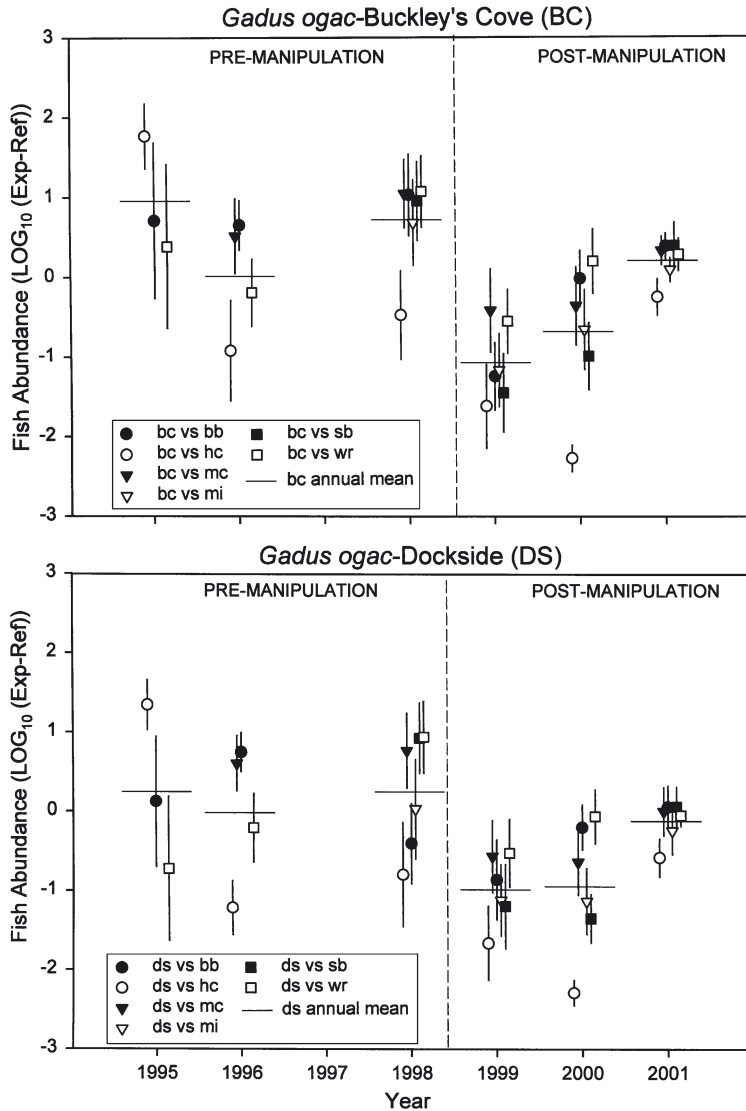 Gadus ogac-Buckley's Cove (BC)
PRE-MANIPULATION
POST-MANIPULATION
3
2
1
0
-1
-2
-3
Fish Abundance (LOG10 (Exp-Ref))
bc vs bb
bc vs sb
bc vs hc
bc vs wr
bc vs mc
bc annual mean
bc vs mi
Gadus ogac-Dockside (DS)
PRE-MANIPULATION
POST-MANIPULATION
3
2
1
0
-1
-2
-3
Fish Abundance (LOG10 (Exp-Ref))
ds vs bb
ds vs sb
ds vs hc
ds vs wr
ds vs mc
ds annual mean
ds vs mi
1995 1996 1997 1998 1999 2000 2001
Year